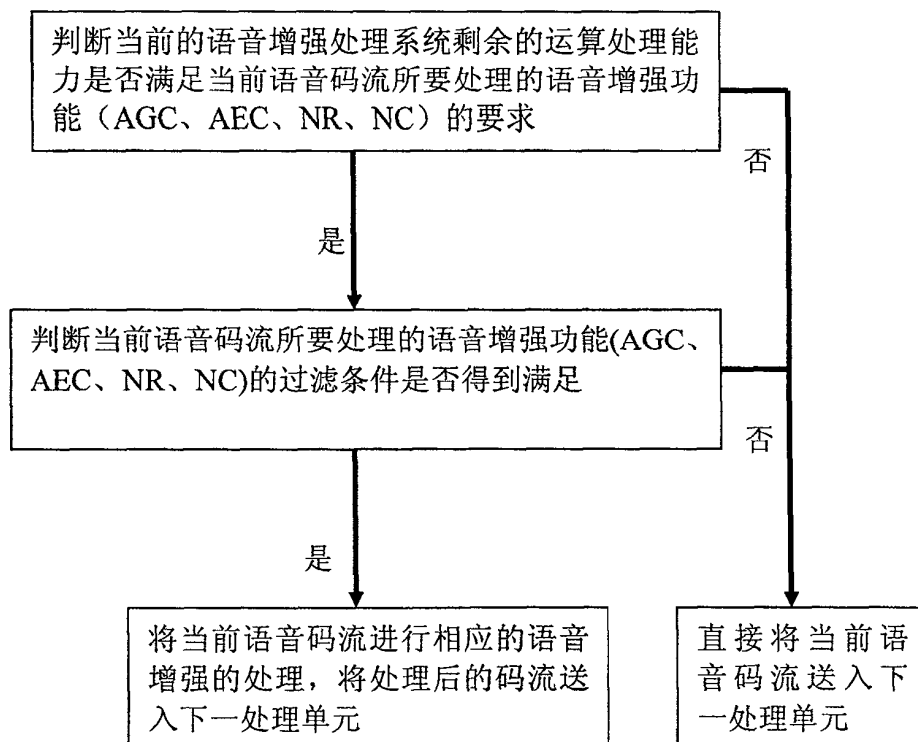 判断当前的语音增强处理系统剩余的运算处理能
力是否满足当前语音码流所要处理的语音增强功
能（AGC、AEC、NR、NC）的要求
否
是
判断当前语音码流所要处理的语音增强功能(AGC、
AEC、NR、NC)的过滤条件是否得到满足
否
是
将当前语音码流进行相应的语音
增强的处理，将处理后的码流送
入下一处理单元
直接将当前语
音码流送入下
一处理单元